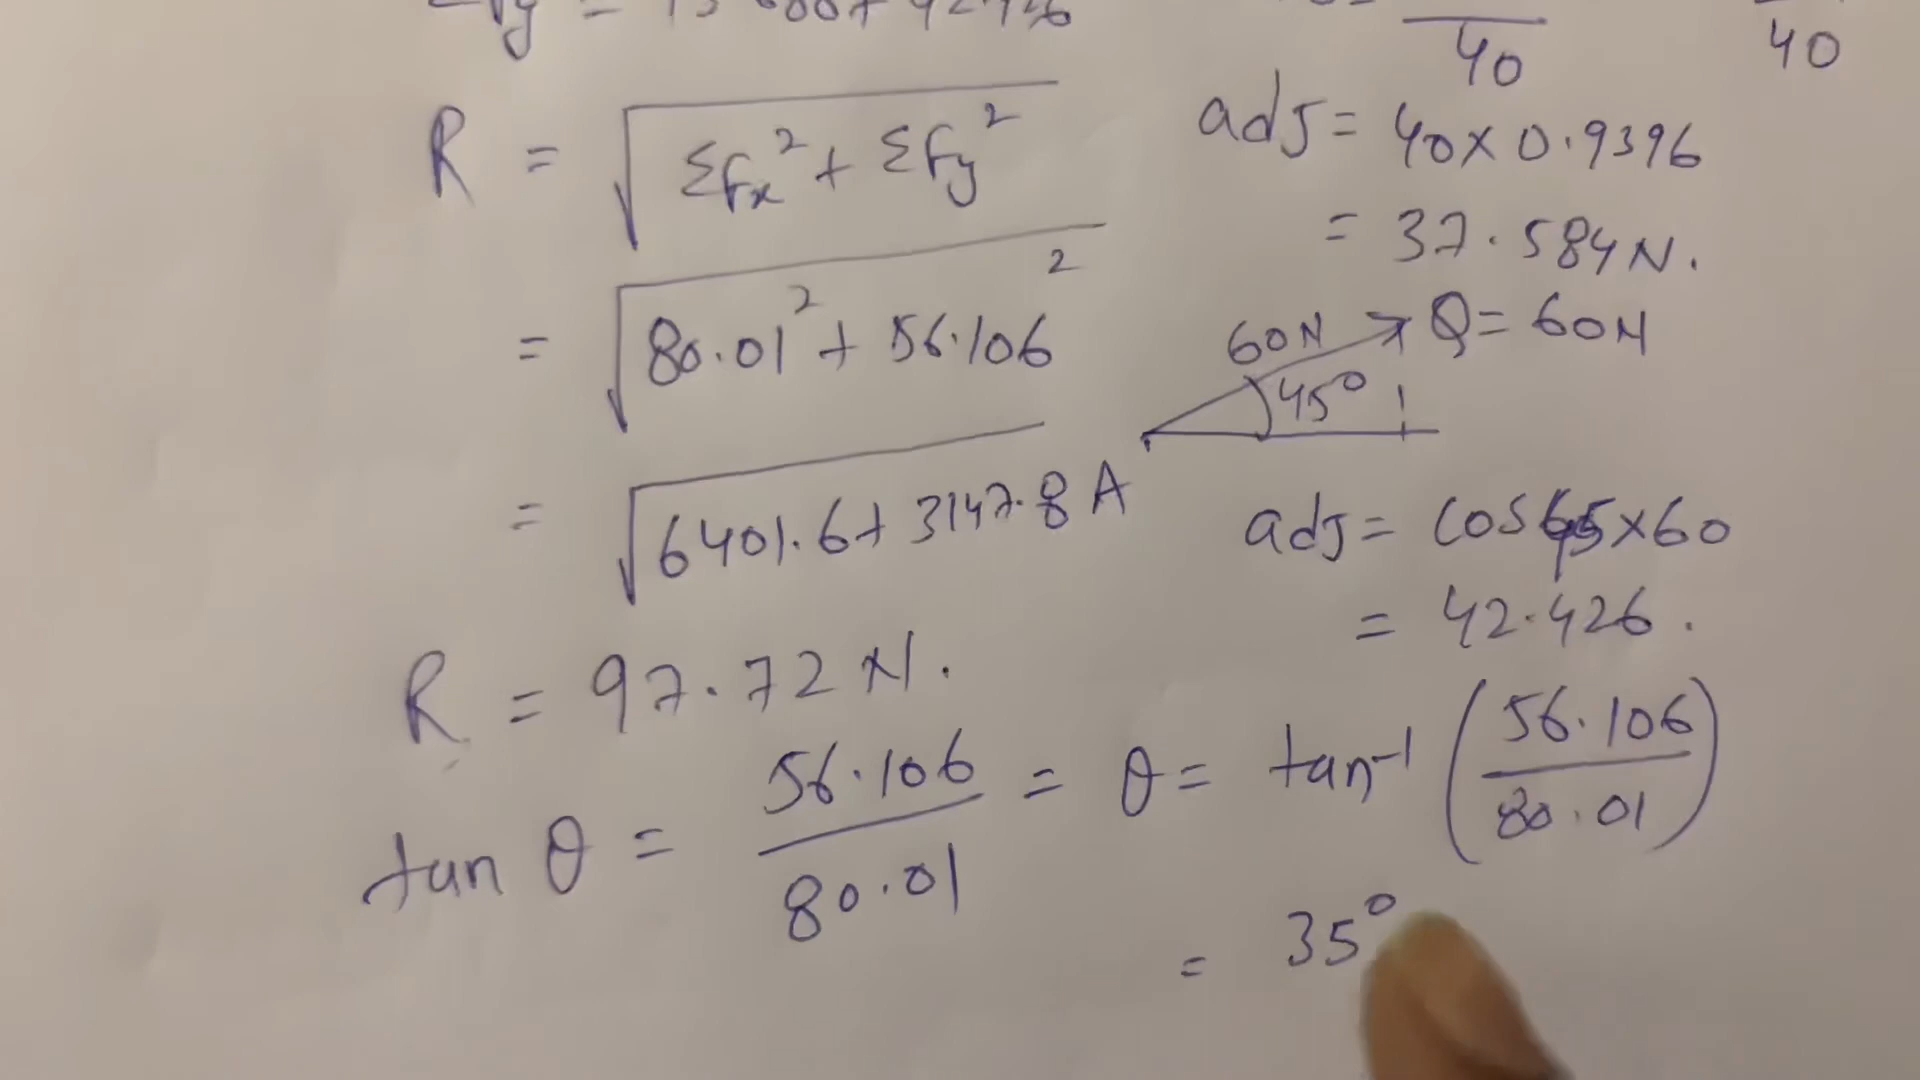 R = √Σfx² + Σfy²
= √80.01² + 56.106²
= √6401.6 + 3147.8 A
R = 97.72 N.
tan θ = 56.106/80.01 = θ = tan⁻¹(56.106/80.01)
= 35°
40
40
adj = 40 x 0.9396
= 37.584 N.
60N Q = 60N
45°
adj = cos 45 x 60
= 42.426.